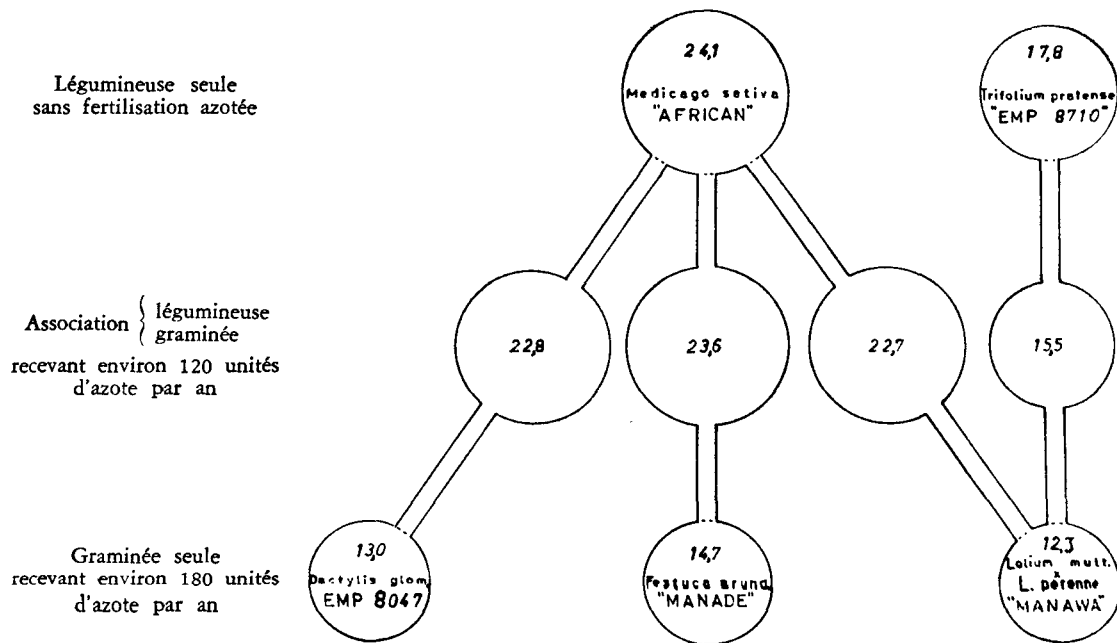 Légumineuse seule
sans fertilisation azotée
24,1
Medicago setiva
"AFRICAN"
17,8
Trifolium pratense
"EMP 8710"
Association { légumineuse
graminée
recevant environ 120 unités
d'azote par an
22,8
23,6
22,7
15,5
Graminée seule
recevant environ 180 unités
d'azote par an
13,0
Dactylis glom.
EMP 8047
14,7
Festuca arund.
"MANADE"
12,3
Lolium mult.
x
L. perenne
"MANAWA"